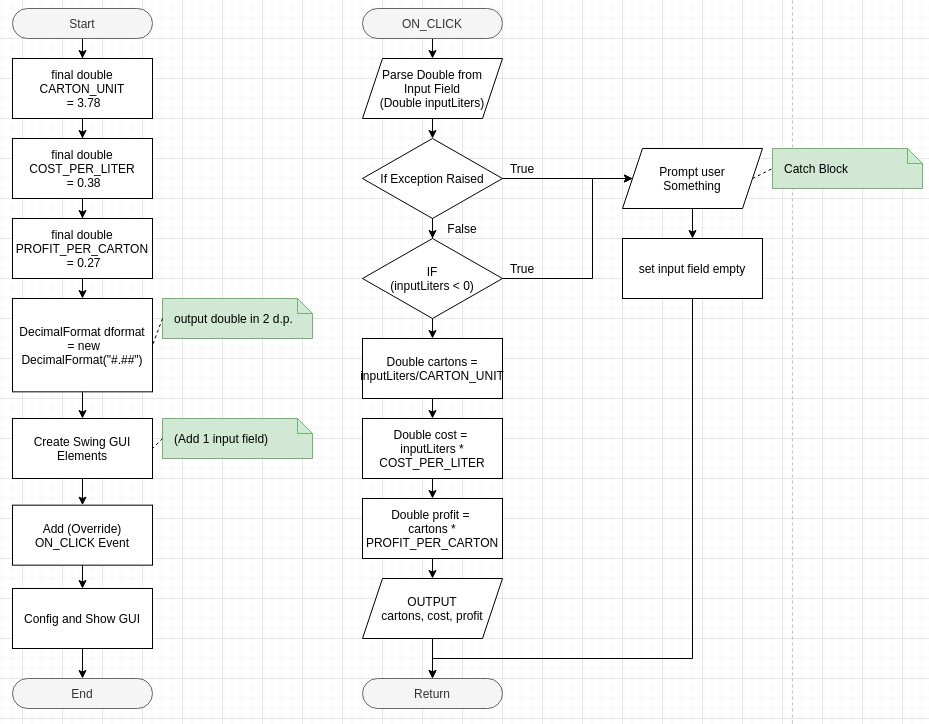 Start
final double
CARTON_UNIT
= 3.78
final double
COST_PER_LITER
= 0.38
final double
PROFIT_PER_CARTON
= 0.27
DecimalFormat dformat
= new
DecimalFormat("#.##")
output double in 2 d.p.
Create Swing GUI
Elements
(Add 1 input field)
Add (Override)
ON_CLICK Event
Config and Show GUI
End
ON_CLICK
Parse Double from
Input Field
(Double inputLiters)
If Exception Raised
True
False
IF
(inputLiters < 0)
True
Prompt user
Something
Catch Block
set input field empty
Double cartons =
inputLiters/CARTON_UNIT
Double cost =
inputLiters *
COST_PER_LITER
Double profit =
cartons *
PROFIT_PER_CARTON
OUTPUT
cartons, cost, profit
Return